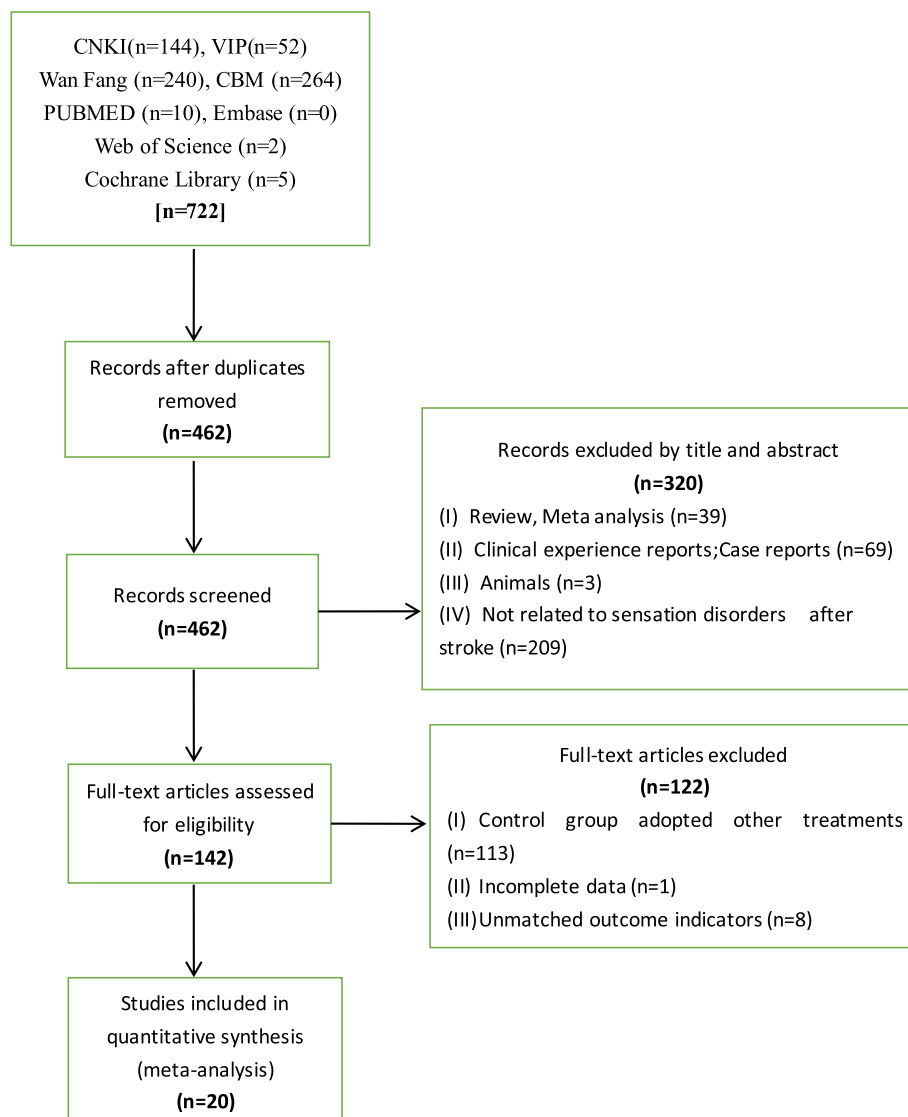 CNKI(n=144), VIP(n=52)
Wan Fang (n=240), CBM (n=264)
PUBMED (n=10), Embase (n=0)
Web of Science (n=2)
Cochrane Library (n=5)
[n=722]
Records after duplicates
removed
(n=462)
Records screened
(n=462)
Records excluded by title and abstract
(n=320)
(I) Review, Meta analysis (n=39)
(II) Clinical experience reports;Case reports (n=69)
(III) Animals (n=3)
(IV) Not related to sensation disorders after
stroke (n=209)
Full-text articles assessed
for eligibility
(n=142)
Full-text articles excluded
(n=122)
(I) Control group adopted other treatments
(n=113)
(II) Incomplete data (n=1)
(III)Unmatched outcome indicators (n=8)
Studies included in
quantitative synthesis
(meta-analysis)
(n=20)